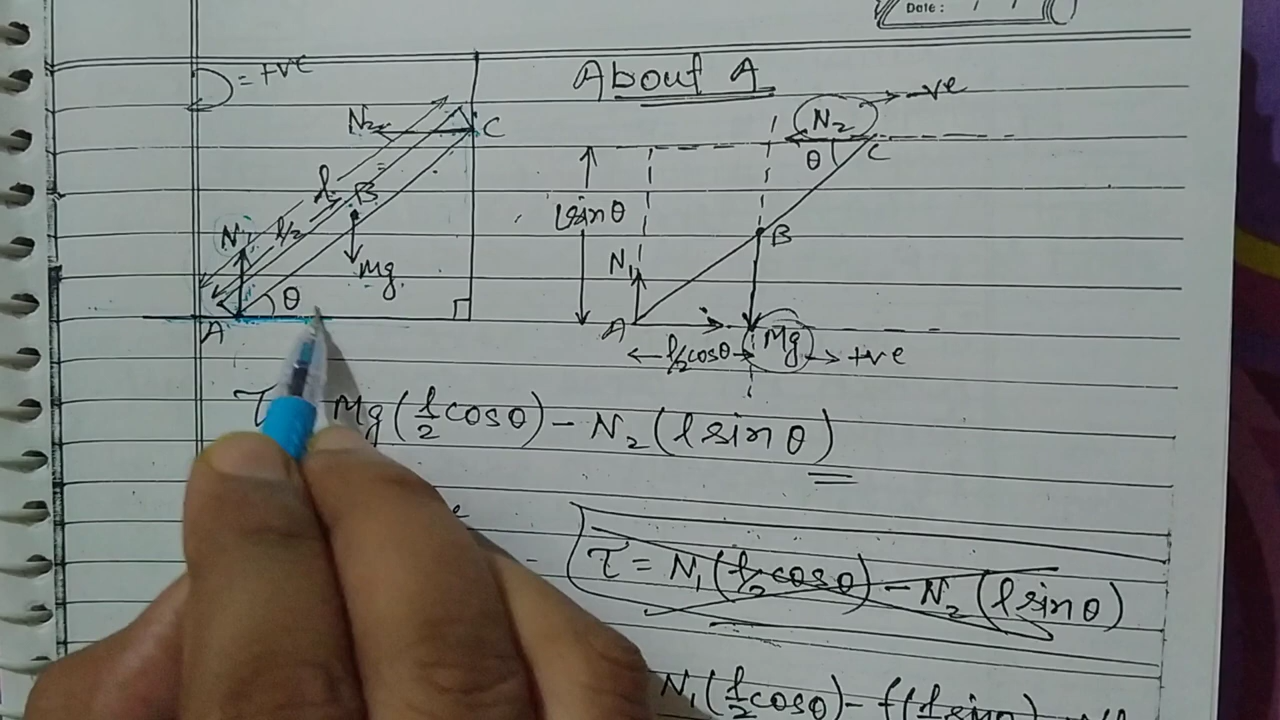 Date :
= +ve
About A
-ve
N₂
N₂
θ
C
C
l
B
l/2
lsinθ
N₁
B
Mg
N₁
θ
A
A
l/2 cosθ
Mg
+ve
τ Mg(l/2 cosθ) - N₂(l sinθ)
τ = N₁(l/2 cosθ) - N₂(l sinθ)
N₁(l/2 cosθ) - f(l sinθ)